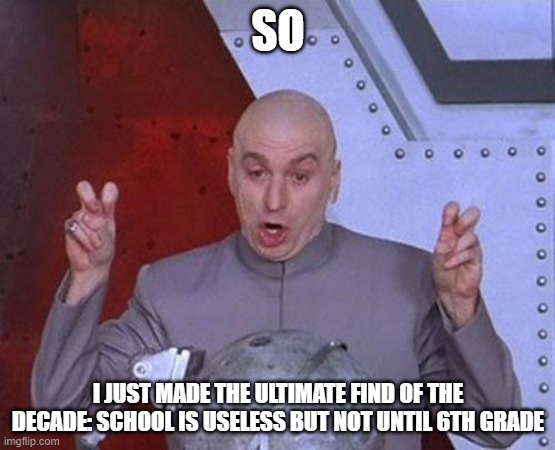 SO
I JUST MADE THE ULTIMATE FIND OF THE
DECADE: SCHOOL IS USELESS BUT NOT UNTIL 6TH GRADE
imgflip.com